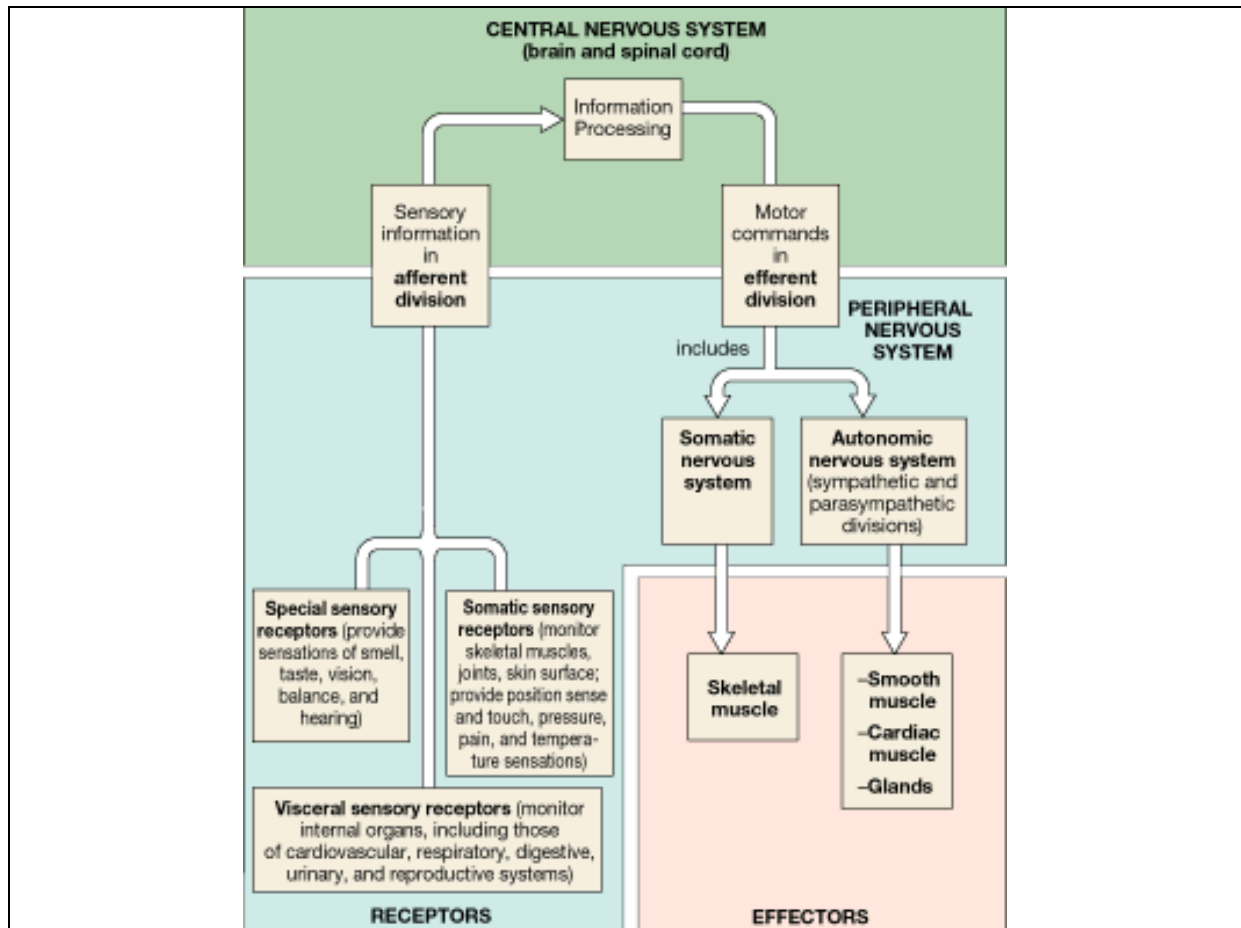 CENTRAL NERVOUS SYSTEM
(brain and spinal cord)
Information
Processing
Sensory
information
in
afferent
division
Motor
commands
in
efferent
division
PERIPHERAL
NERVOUS
SYSTEM
includes
Somatic
nervous
system
Autonomic
nervous system
(sympathetic and
parasympathetic
divisions)
Special sensory
receptors (provide
sensations of smell,
taste, vision,
balance, and
hearing)
Somatic sensory
receptors (monitor
skeletal muscles,
joints, skin surface;
provide position sense
and touch, pressure,
pain, and tempera-
ture sensations)
Skeletal
muscle
–Smooth
muscle
–Cardiac
muscle
–Glands
Visceral sensory receptors (monitor
internal organs, including those
of cardiovascular, respiratory, digestive,
urinary, and reproductive systems)
RECEPTORS
EFFECTORS